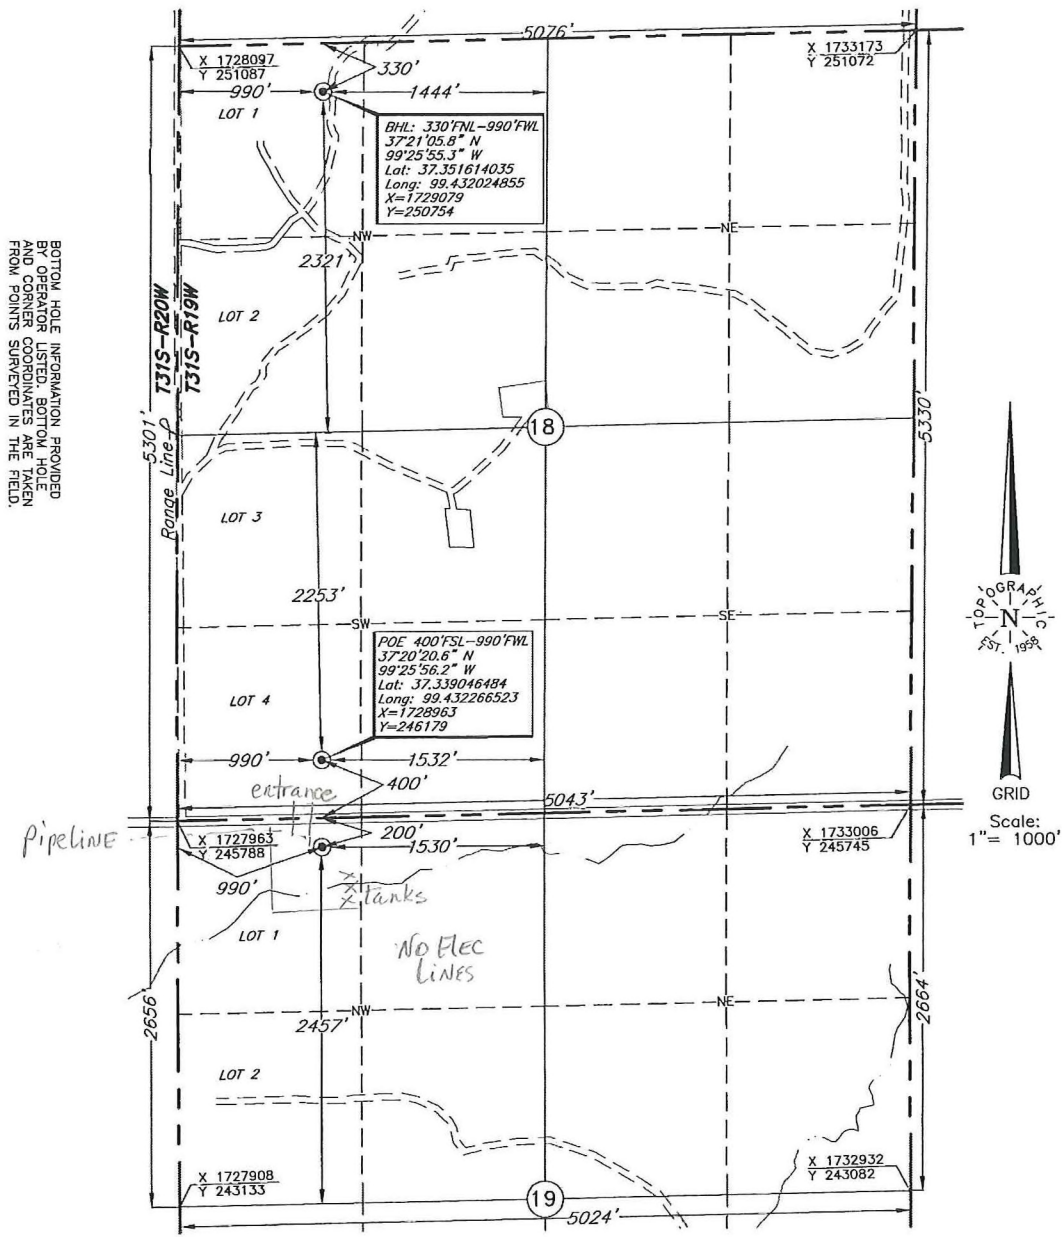 5076'
X 1728097
Y 251087
X 1733173
Y 251072
330'
990'
1444'
LOT 1
BHL: 330'FNL-990'FWL
37°21'05.8" N
99°25'55.3" W
Lat: 37.351614035
Long: 99.432024855
X=1729079
Y=250754
NW
NE
2321'
BOTTOM HOLE INFORMATION PROVIDED
BY OPERATOR LISTED. BOTTOM HOLE
AND CORNER COORDINATES ARE TAKEN
FROM POINTS SURVEYED IN THE FIELD.
T31S-R20W
T31S-R19W
LOT 2
5301'
Range Line
18
5330'
LOT 3
2253'
SW
SE
TOPOGRAPHIC
N
EST. 1958
POE 400'FSL-990'FWL
37°20'20.6" N
99°25'56.2" W
Lat: 37.339046484
Long: 99.432266523
X=1728963
Y=246179
LOT 4
990'
1532'
400'
entrance
5043'
GRID
Scale:
1"= 1000'
Pipeline
X 1727963
Y 245788
200'
1530'
X 1733006
Y 245745
990'
X
X
X tanks
LOT 1
No Elec
Lines
2656'
NW
NE
2664'
2457'
LOT 2
X 1727908
Y 243133
X 1732932
Y 243082
19
5024'